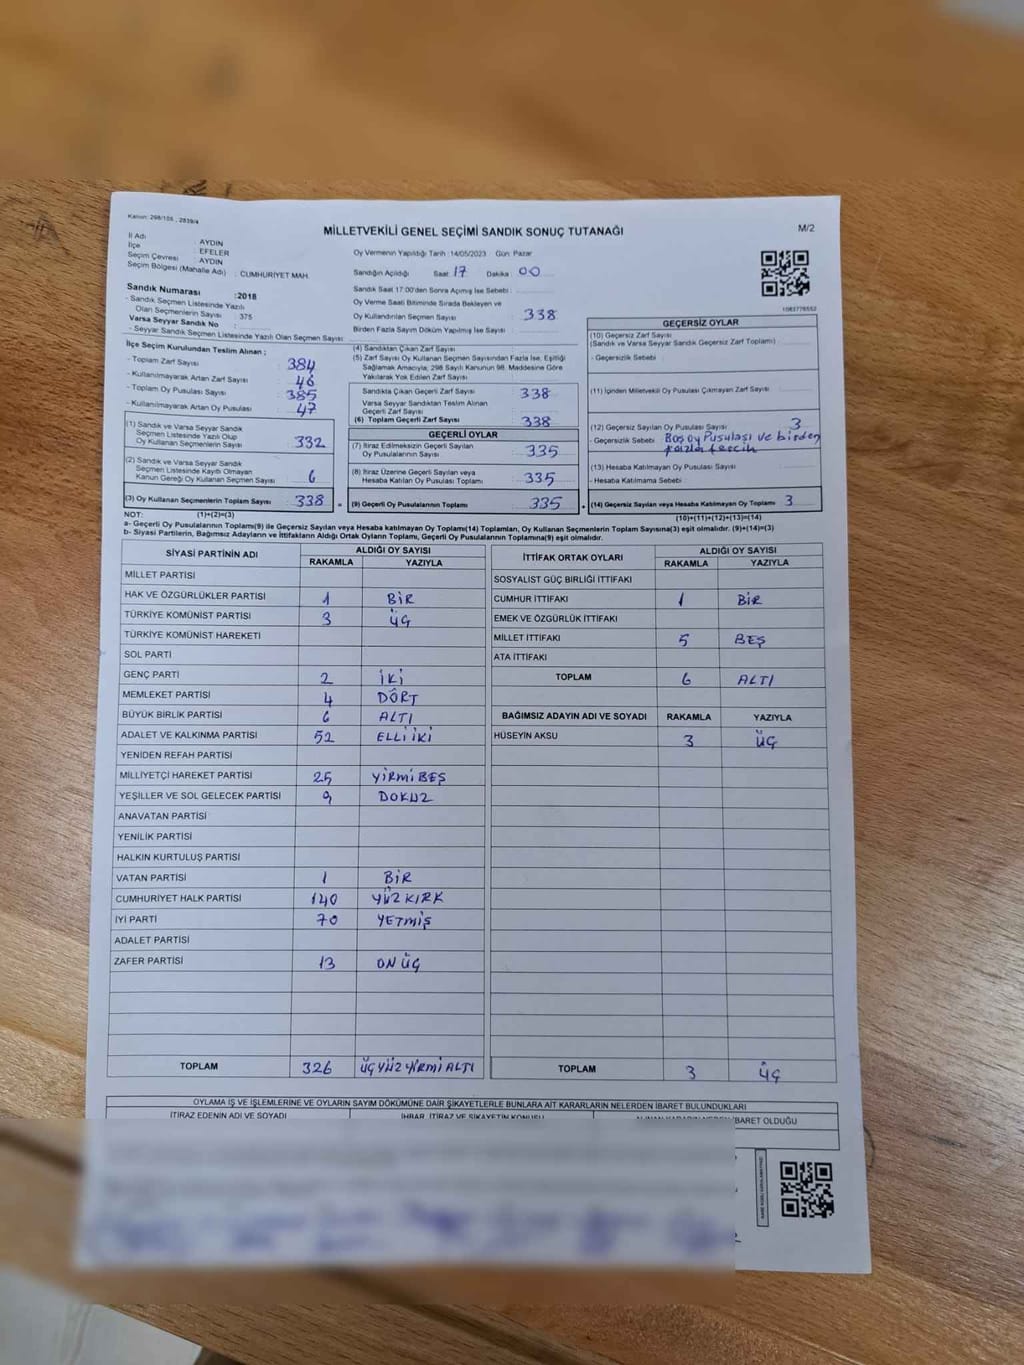 Kanun: 298/105 , 2839/4
MİLLETVEKİLİ GENEL SEÇİMİ SANDIK SONUÇ TUTANAĞI
M/2
İl Adı : AYDIN
İlçe : EFELER
Seçim Çevresi : AYDIN
Seçim Bölgesi (Mahalle Adı) : CUMHURİYET MAH.
Sandık Numarası :2018
- Sandık Seçmen Listesinde Yazılı
Olan Seçmenlerin Sayısı : 375
Varsa Seyyar Sandık No :
- Seyyar Sandık Seçmen Listesinde Yazılı Olan Seçmen Sayısı:
Oy Vermenin Yapıldığı Tarih :14/05/2023 Gün: Pazar
Sandığın Açıldığı Saat: 17 Dakika : 00
Sandık Saat 17:00'den Sonra Açılmış İse Sebebi :
Oy Verme Saati Bitiminde Sırada Bekleyen ve
Oy Kullandırılan Seçmen Sayısı : 338
Birden Fazla Sayım Döküm Yapılmış İse Sayısı :
1083776552
İlçe Seçim Kurulundan Teslim Alınan ;
- Toplam Zarf Sayısı : 384
- Kullanılmayarak Artan Zarf Sayısı : 46
- Toplam Oy Pusulası Sayısı : 385
- Kullanılmayarak Artan Oy Pusulası : 47
(1) Sandık ve Varsa Seyyar Sandık
Seçmen Listesinde Yazılı Olup
Oy Kullanan Seçmenlerin Sayısı : 332
(2) Sandık ve Varsa Seyyar Sandık
Seçmen Listesinde Kayıtlı Olmayan
Kanun Gereği Oy Kullanan Seçmen Sayısı : 6
(3) Oy Kullanan Seçmenlerin Toplam Sayısı : 338
(4) Sandıktan Çıkan Zarf Sayısı :
(5) Zarf Sayısı Oy Kullanan Seçmen Sayısından Fazla İse, Eşitliği
Sağlamak Amacıyla; 298 Sayılı Kanunun 98. Maddesine Göre
Yakılarak Yok Edilen Zarf Sayısı :
Sandıkta Çıkan Geçerli Zarf Sayısı : 338
Varsa Seyyar Sandıktan Teslim Alınan
Geçerli Zarf Sayısı :
(6) Toplam Geçerli Zarf Sayısı : 338
GEÇERLİ OYLAR
(7) İtiraz Edilmeksizin Geçerli Sayılan
Oy Pusulalarının Sayısı : 335
(8) İtiraz Üzerine Geçerli Sayılan veya
Hesaba Katılan Oy Pusulası Toplamı : 335
= (9) Geçerli Oy Pusulalarının Toplamı : 335
GEÇERSİZ OYLAR
(10) Geçersiz Zarf Sayısı
(Sandık ve Varsa Seyyar Sandık Geçersiz Zarf Toplamı) :
- Geçersizlik Sebebi :
(11) İçinden Milletvekili Oy Pusulası Çıkmayan Zarf Sayısı :
(12) Geçersiz Sayılan Oy Pusulası Sayısı : 3
- Geçersizlik Sebebi : Boş oy Pusulası ve birden
fazla tercih
(13) Hesaba Katılmayan Oy Pusulası Sayısı :
- Hesaba Katılmama Sebebi :
+ (14) Geçersiz Sayılan veya Hesaba Katılmayan Oy Toplamı : 3
NOT: (1)+(2)=(3)
(10)+(11)+(12)+(13)=(14)
a- Geçerli Oy Pusulalarının Toplamı(9) ile Geçersiz Sayılan veya Hesaba katılmayan Oy Toplamı(14) Toplamları, Oy Kullanan Seçmenlerin Toplam Sayısına(3) eşit olmalıdır. (9)+(14)=(3)
b- Siyasi Partilerin, Bağımsız Adayların ve İttifakların Aldığı Ortak Oyların Toplamı, Geçerli Oy Pusulalarının Toplamına(9) eşit olmalıdır.
SİYASİ PARTİNİN ADI ALDIĞI OY SAYISI
RAKAMLA YAZIYLA
MİLLET PARTİSİ
HAK VE ÖZGÜRLÜKLER PARTİSİ 1 BİR
TÜRKİYE KOMÜNİST PARTİSİ 3 ÜÇ
TÜRKİYE KOMÜNİST HAREKETİ
SOL PARTİ
GENÇ PARTİ 2 İKİ
MEMLEKET PARTİSİ 4 DÖRT
BÜYÜK BİRLİK PARTİSİ 6 ALTI
ADALET VE KALKINMA PARTİSİ 52 ELLİ İKİ
YENİDEN REFAH PARTİSİ
MİLLİYETÇİ HAREKET PARTİSİ 25 YİRMİ BEŞ
YEŞİLLER VE SOL GELECEK PARTİSİ 9 DOKUZ
ANAVATAN PARTİSİ
YENİLİK PARTİSİ
HALKIN KURTULUŞ PARTİSİ
VATAN PARTİSİ 1 BİR
CUMHURİYET HALK PARTİSİ 140 YÜZ KIRK
İYİ PARTİ 70 YETMİŞ
ADALET PARTİSİ
ZAFER PARTİSİ 13 ON ÜÇ
TOPLAM 326 ÜÇ YÜZ YİRMİ ALTI
İTTİFAK ORTAK OYLARI ALDIĞI OY SAYISI
RAKAMLA YAZIYLA
SOSYALİST GÜÇ BİRLİĞİ İTTİFAKI
CUMHUR İTTİFAKI 1 BİR
EMEK VE ÖZGÜRLÜK İTTİFAKI
MİLLET İTTİFAKI 5 BEŞ
ATA İTTİFAKI
TOPLAM 6 ALTI
BAĞIMSIZ ADAYIN ADI VE SOYADI RAKAMLA YAZIYLA
HÜSEYİN AKSU 3 ÜÇ
TOPLAM 3 ÜÇ
OYLAMA İŞ VE İŞLEMLERİNE VE OYLARIN SAYIM DÖKÜMÜNE DAİR ŞİKAYETLERLE BUNLARA AİT KARARLARIN NELERDEN İBARET BULUNDUKLARI
İTİRAZ EDENİN ADI VE SOYADI İHBAR, İTİRAZ VE ŞİKAYETİN KONUSU ALINAN KARARIN NEDEN İBARET OLDUĞU